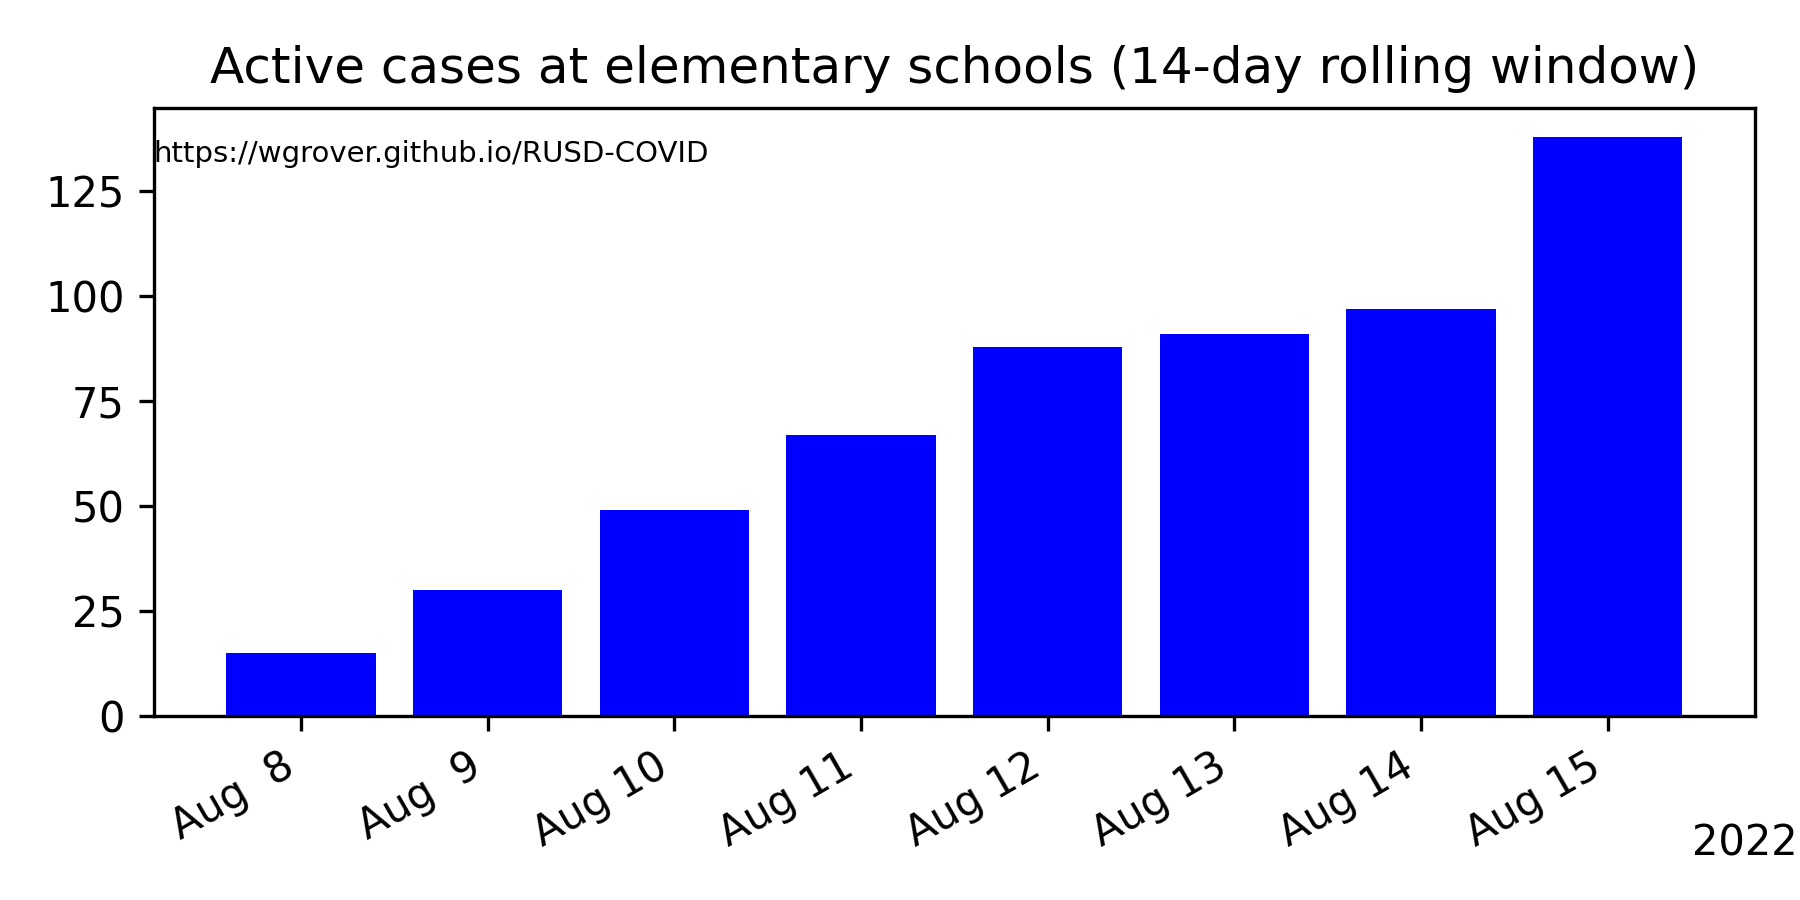 Active cases at elementary schools (14-day rolling window)
https://wgrover.github.io/RUSD-COVID
125
100
75
50
25
0
Aug 8
Aug 9
Aug 10
Aug 11
Aug 12
Aug 13
Aug 14
Aug 15
2022